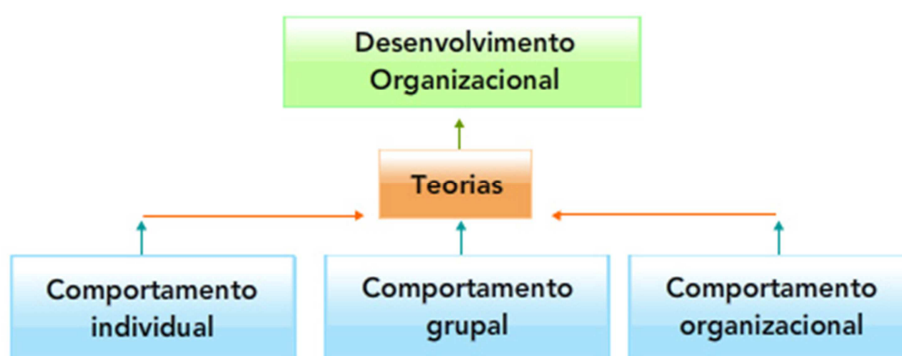 Desenvolvimento
Organizacional
Teorias
Comportamento
individual
Comportamento
grupal
Comportamento
organizacional